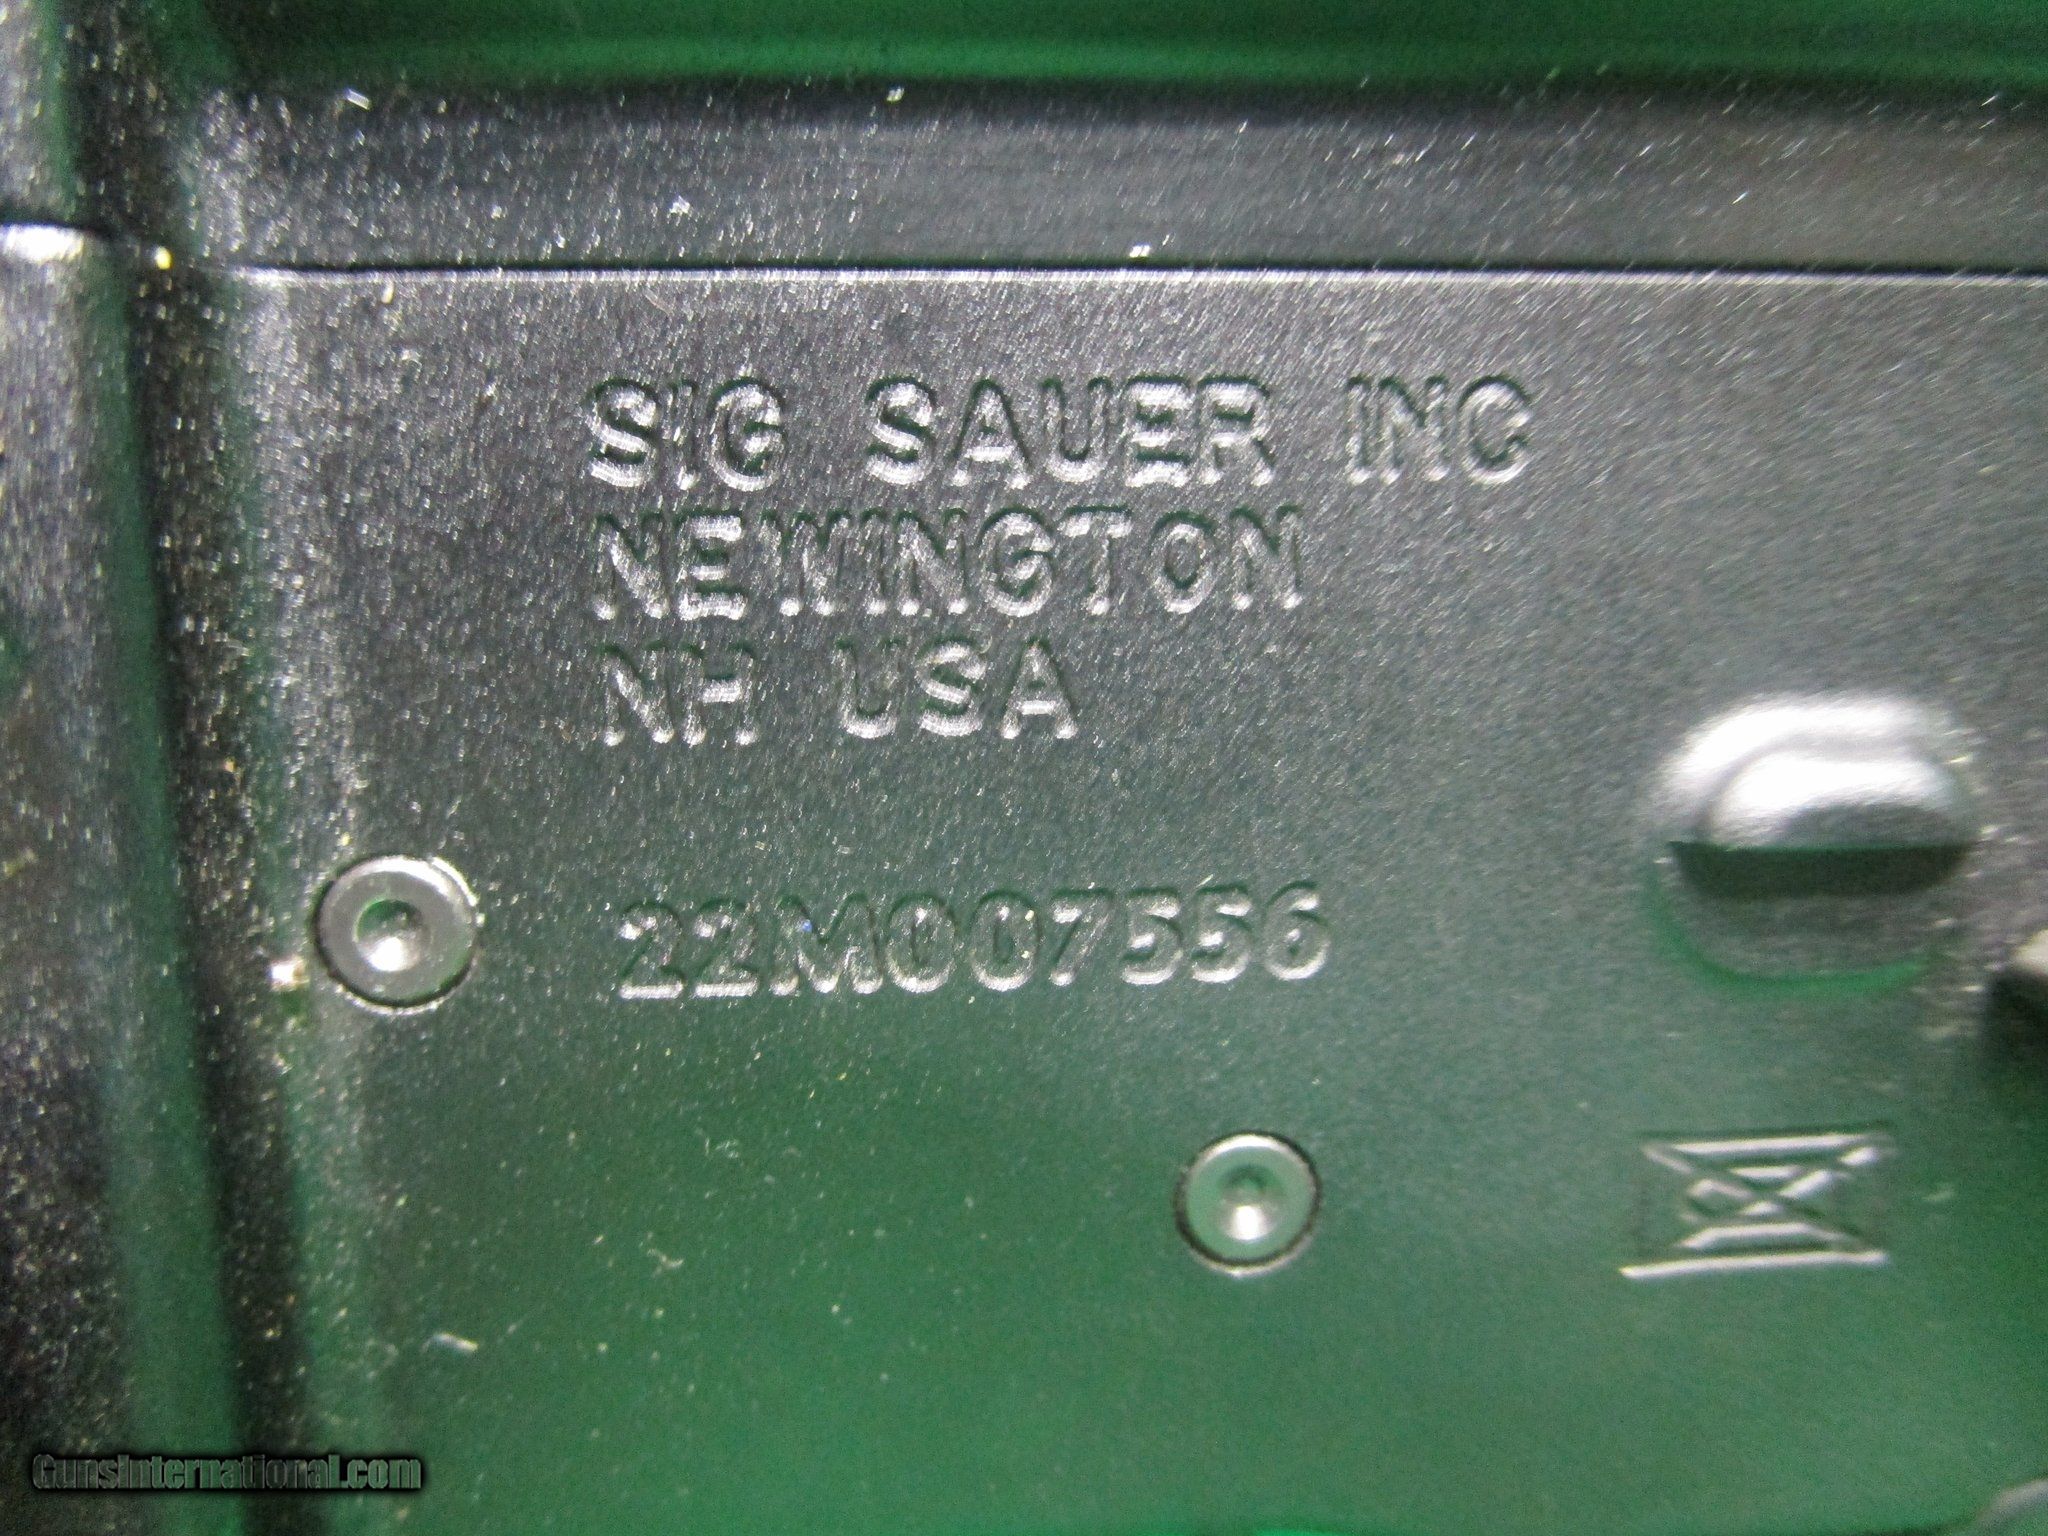 SIG SAUER INC
NEWINGTON
NH USA
22M007556
GunsInternational.com